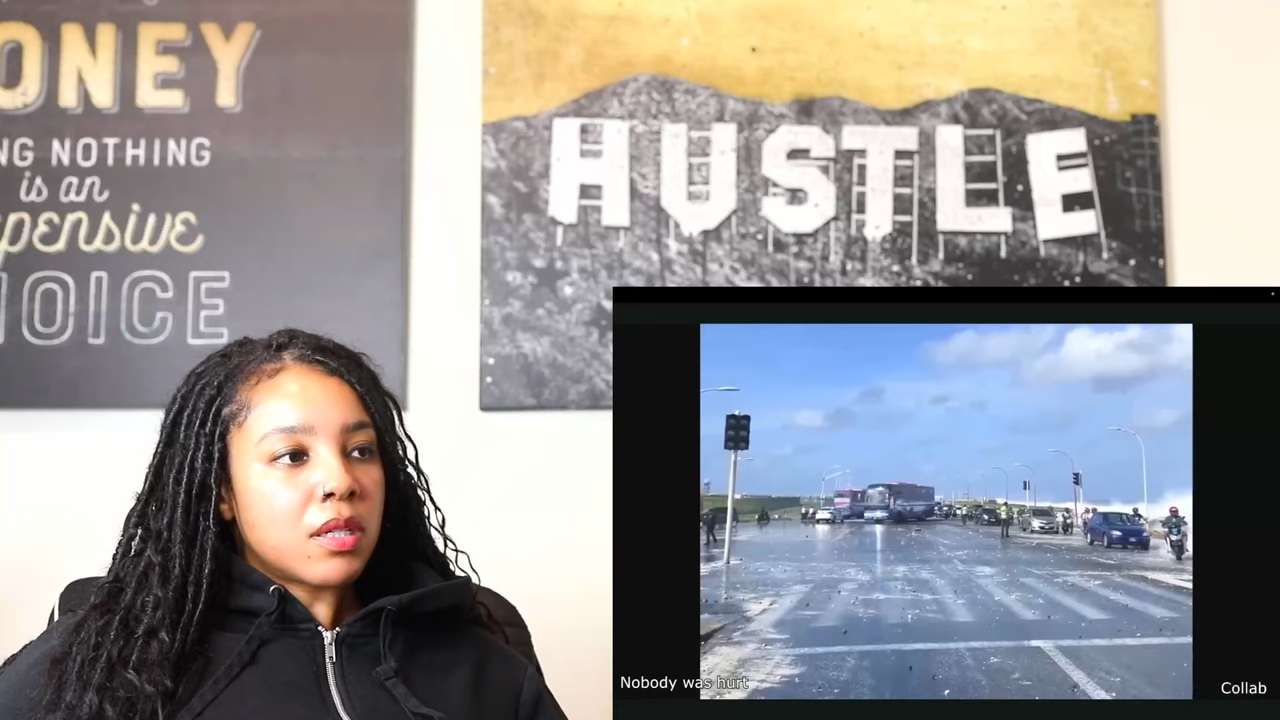 ONEY
NG NOTHING
is an
pensive
HOICE
HUSTLE
Nobody was hurt
Collab